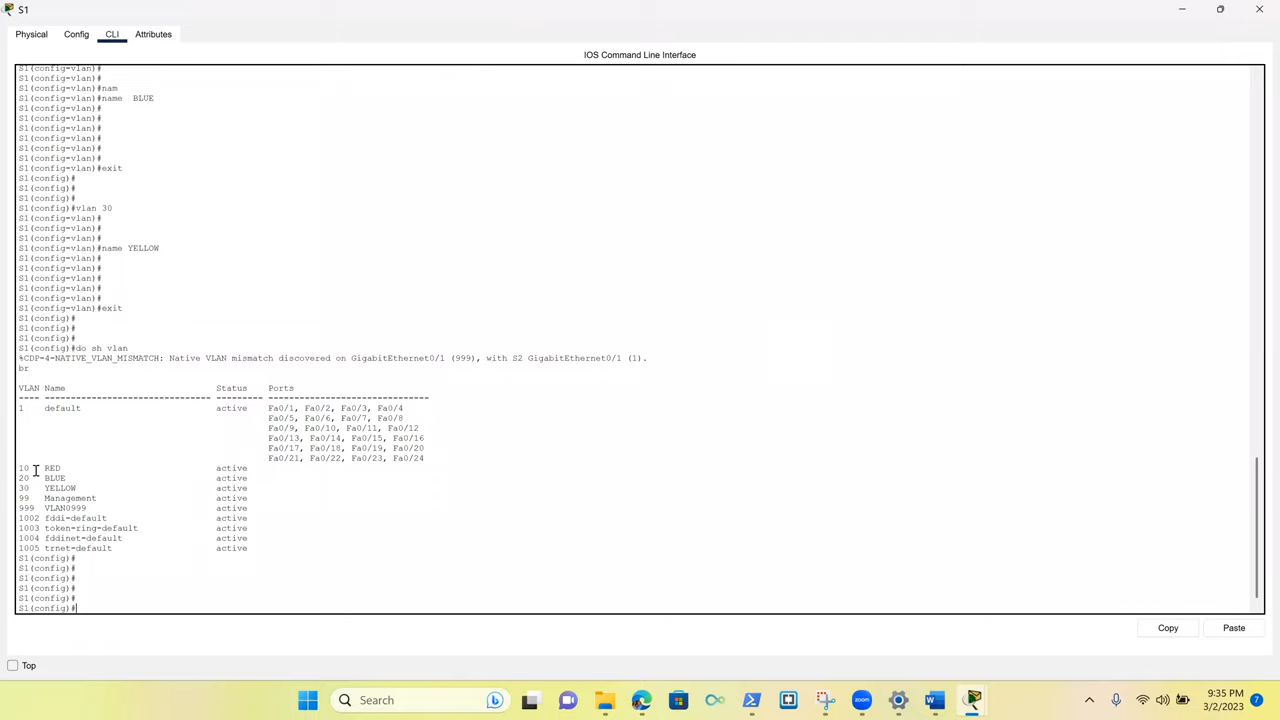 S1
Physical Config CLI Attributes
IOS Command Line Interface
S1(config-vlan)#
S1(config-vlan)#
S1(config-vlan)#nam
S1(config-vlan)#name  BLUE
S1(config-vlan)#
S1(config-vlan)#
S1(config-vlan)#
S1(config-vlan)#
S1(config-vlan)#
S1(config-vlan)#
S1(config-vlan)#exit
S1(config)#
S1(config)#
S1(config)#
S1(config)#vlan 30
S1(config-vlan)#
S1(config-vlan)#
S1(config-vlan)#
S1(config-vlan)#name YELLOW
S1(config-vlan)#
S1(config-vlan)#
S1(config-vlan)#
S1(config-vlan)#
S1(config-vlan)#
S1(config-vlan)#exit
S1(config)#
S1(config)#
S1(config)#
S1(config)#do sh vlan
%CDP-4-NATIVE_VLAN_MISMATCH: Native VLAN mismatch discovered on GigabitEthernet0/1 (999), with S2 GigabitEthernet0/1 (1).
br
VLAN Name Status Ports
---- -------------------------------- --------- -------------------------------
1 default active Fa0/1, Fa0/2, Fa0/3, Fa0/4
Fa0/5, Fa0/6, Fa0/7, Fa0/8
Fa0/9, Fa0/10, Fa0/11, Fa0/12
Fa0/13, Fa0/14, Fa0/15, Fa0/16
Fa0/17, Fa0/18, Fa0/19, Fa0/20
Fa0/21, Fa0/22, Fa0/23, Fa0/24
10 RED active
20 BLUE active
30 YELLOW active
99 Management active
999 VLAN0999 active
1002 fddi-default active
1003 token-ring-default active
1004 fddinet-default active
1005 trnet-default active
S1(config)#
S1(config)#
S1(config)#
S1(config)#
S1(config)#
S1(config)#
Copy Paste
Top
Search
zoom
9:35 PM
3/2/2023
7